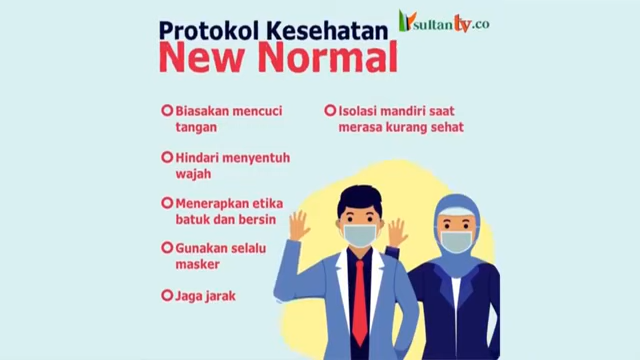 Protokol Kesehatan
sultantv.co
New Normal
Biasakan mencuci
tangan
Hindari menyentuh
wajah
Menerapkan etika
batuk dan bersin
Gunakan selalu
masker
Jaga jarak
Isolasi mandiri saat
merasa kurang sehat